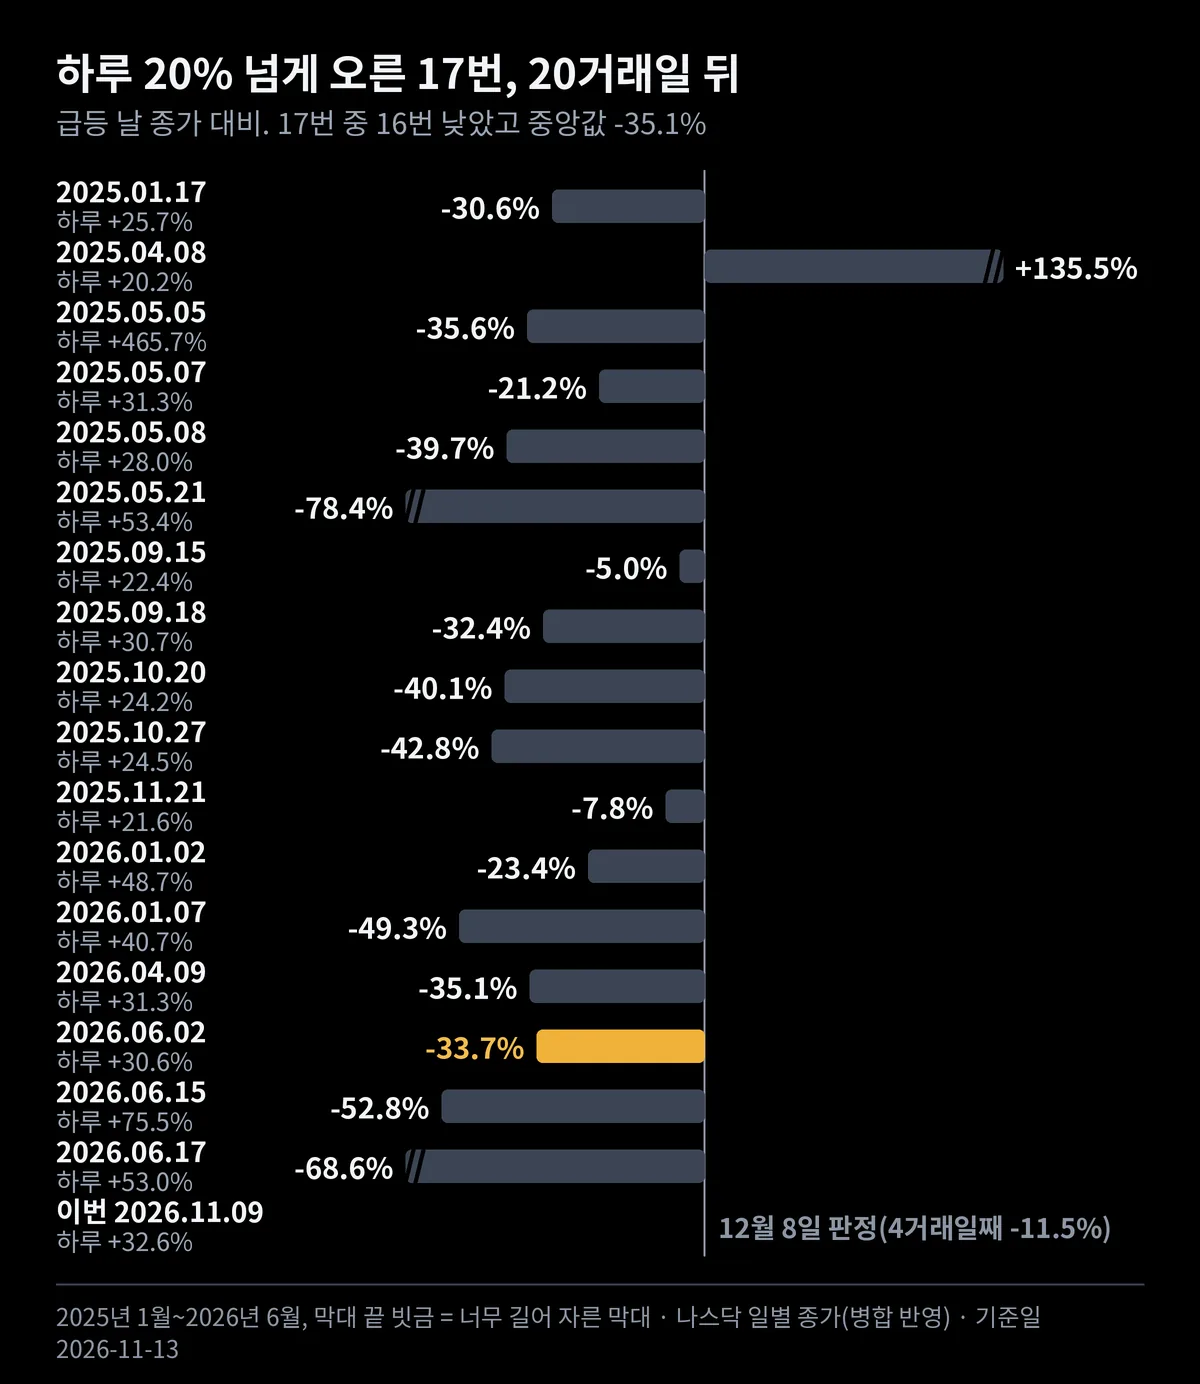 하루 20% 넘게 오른 17번, 20거래일 뒤
급등 날 종가 대비. 17번 중 16번 낮았고 중앙값 -35.1%
2025.01.17
하루 +25.7%
-30.6%
2025.04.08
하루 +20.2%
+135.5%
2025.05.05
하루 +465.7%
-35.6%
2025.05.07
하루 +31.3%
-21.2%
2025.05.08
하루 +28.0%
-39.7%
2025.05.21
하루 +53.4%
-78.4%
2025.09.15
하루 +22.4%
-5.0%
2025.09.18
하루 +30.7%
-32.4%
2025.10.20
하루 +24.2%
-40.1%
2025.10.27
하루 +24.5%
-42.8%
2025.11.21
하루 +21.6%
-7.8%
2026.01.02
하루 +48.7%
-23.4%
2026.01.07
하루 +40.7%
-49.3%
2026.04.09
하루 +31.3%
-35.1%
2026.06.02
하루 +30.6%
-33.7%
2026.06.15
하루 +75.5%
-52.8%
2026.06.17
하루 +53.0%
-68.6%
이번 2026.11.09
하루 +32.6%
12월 8일 판정(4거래일째 -11.5%)
2025년 1월~2026년 6월, 막대 끝 빗금 = 너무 길어 자른 막대 · 나스닥 일별 종가(병합 반영) · 기준일
2026-11-13